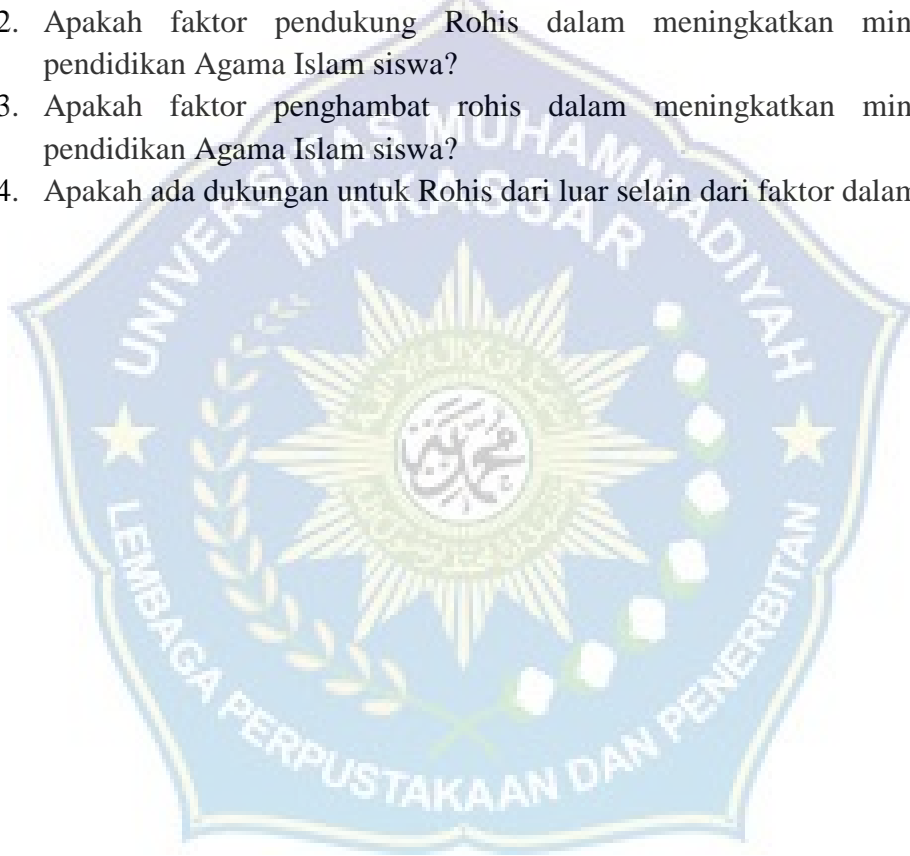 2. Apakah faktor pendukung Rohis dalam meningkatkan min
pendidikan Agama Islam siswa?
3. Apakah faktor penghambat rohis dalam meningkatkan min
pendidikan Agama Islam siswa?
4. Apakah ada dukungan untuk Rohis dari luar selain dari faktor dalam
UNIVERSITAS MUHAMMADIYAH
MAKASSAR
LEMBAGA PERPUSTAKAAN DAN PENERBITAN